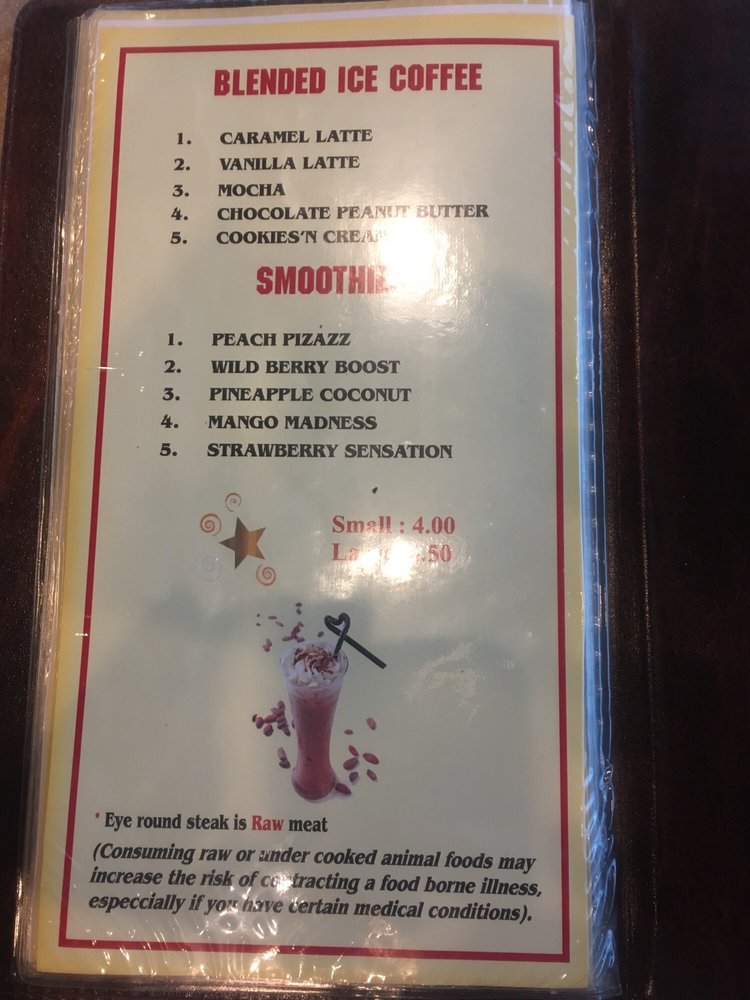 BLENDED ICE COFFEE
1. CARAMEL LATTE
2. VANILLA LATTE
3. MOCHA
4. CHOCOLATE PEANUT BUTTER
5. COOKIES'N CREAM
SMOOTHIE
1. PEACH PIZAZZ
2. WILD BERRY BOOST
3. PINEAPPLE COCONUT
4. MANGO MADNESS
5. STRAWBERRY SENSATION
Small : 4.00
.50
* Eye round steak is Raw meat
(Consuming raw or under cooked animal foods may
increase the risk of contracting a food borne illness,
especcially if you have certain medical conditions).